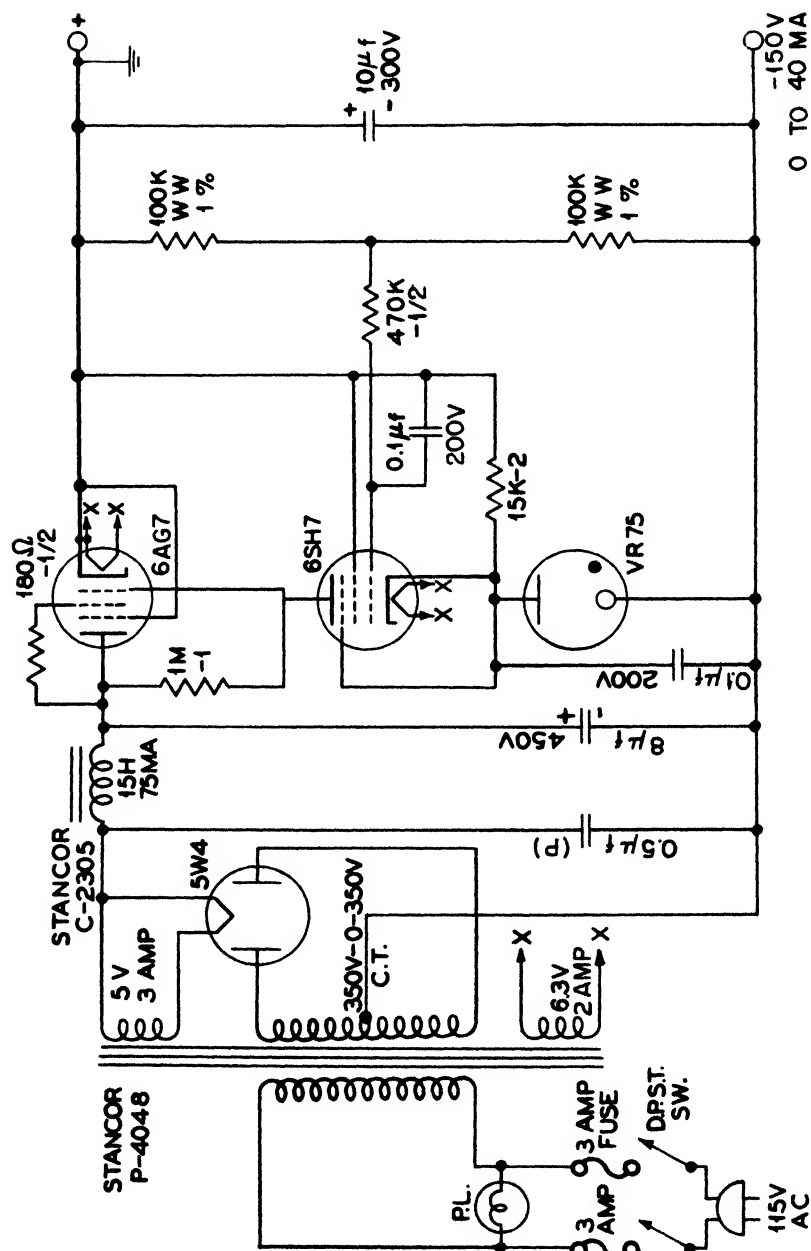 STANCOR
P-4048
P.L.
3 AMP
FUSE
3
AMP
D.P.S.T.
SW.
115V
AC
5V
3 AMP
350V-0-350V
C.T.
6.3V
2 AMP
X
X
5W4
STANCOR
C-2305
15H
75MA
0.5μf
(P)
+
450V
8μf
200V
0.1μf
180Ω
-1/2
X
X
6AG7
1M
-1
6SH7
X
X
0.1μf
200V
15K-2
VR75
470K
-1/2
100K
WW
1%
100K
WW
1%
+
10μf
-300V
+
-150V
0 TO 40 MA